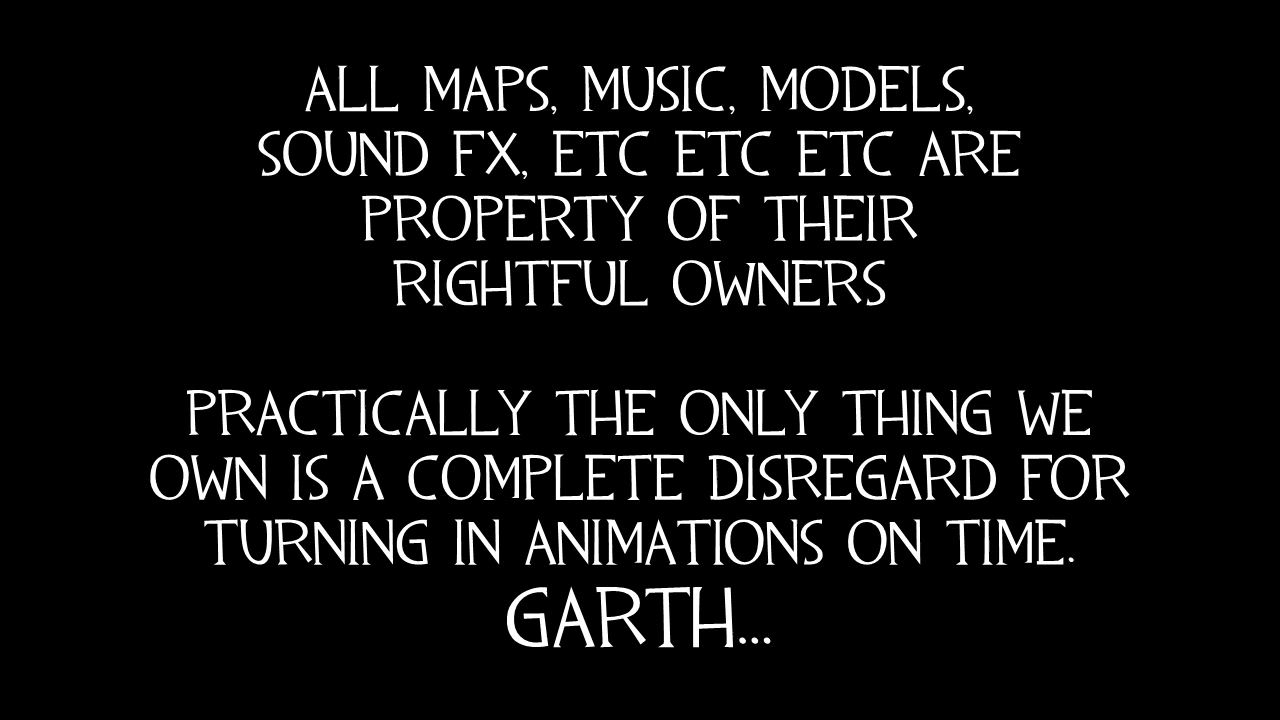 ALL MAPS, MUSIC, MODELS,
SOUND FX, ETC ETC ETC ARE
PROPERTY OF THEIR
RIGHTFUL OWNERS
PRACTICALLY THE ONLY THING WE
OWN IS A COMPLETE DISREGARD FOR
TURNING IN ANIMATIONS ON TIME.
GARTH...